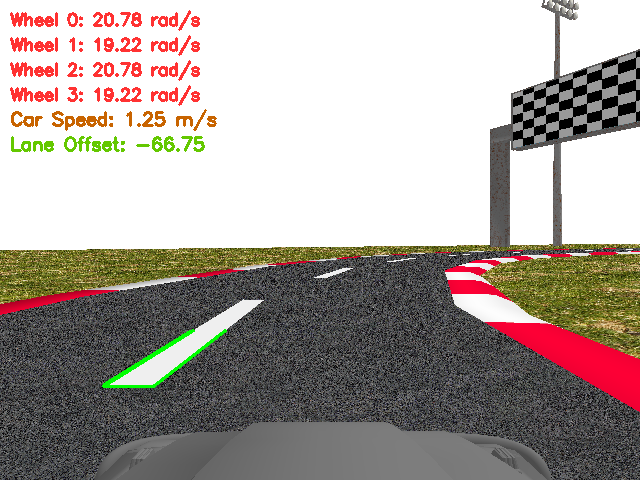 Wheel 0: 20.78 rad/s
Wheel 1: 19.22 rad/s
Wheel 2: 20.78 rad/s
Wheel 3: 19.22 rad/s
Car Speed: 1.25 m/s
Lane Offset: -66.75